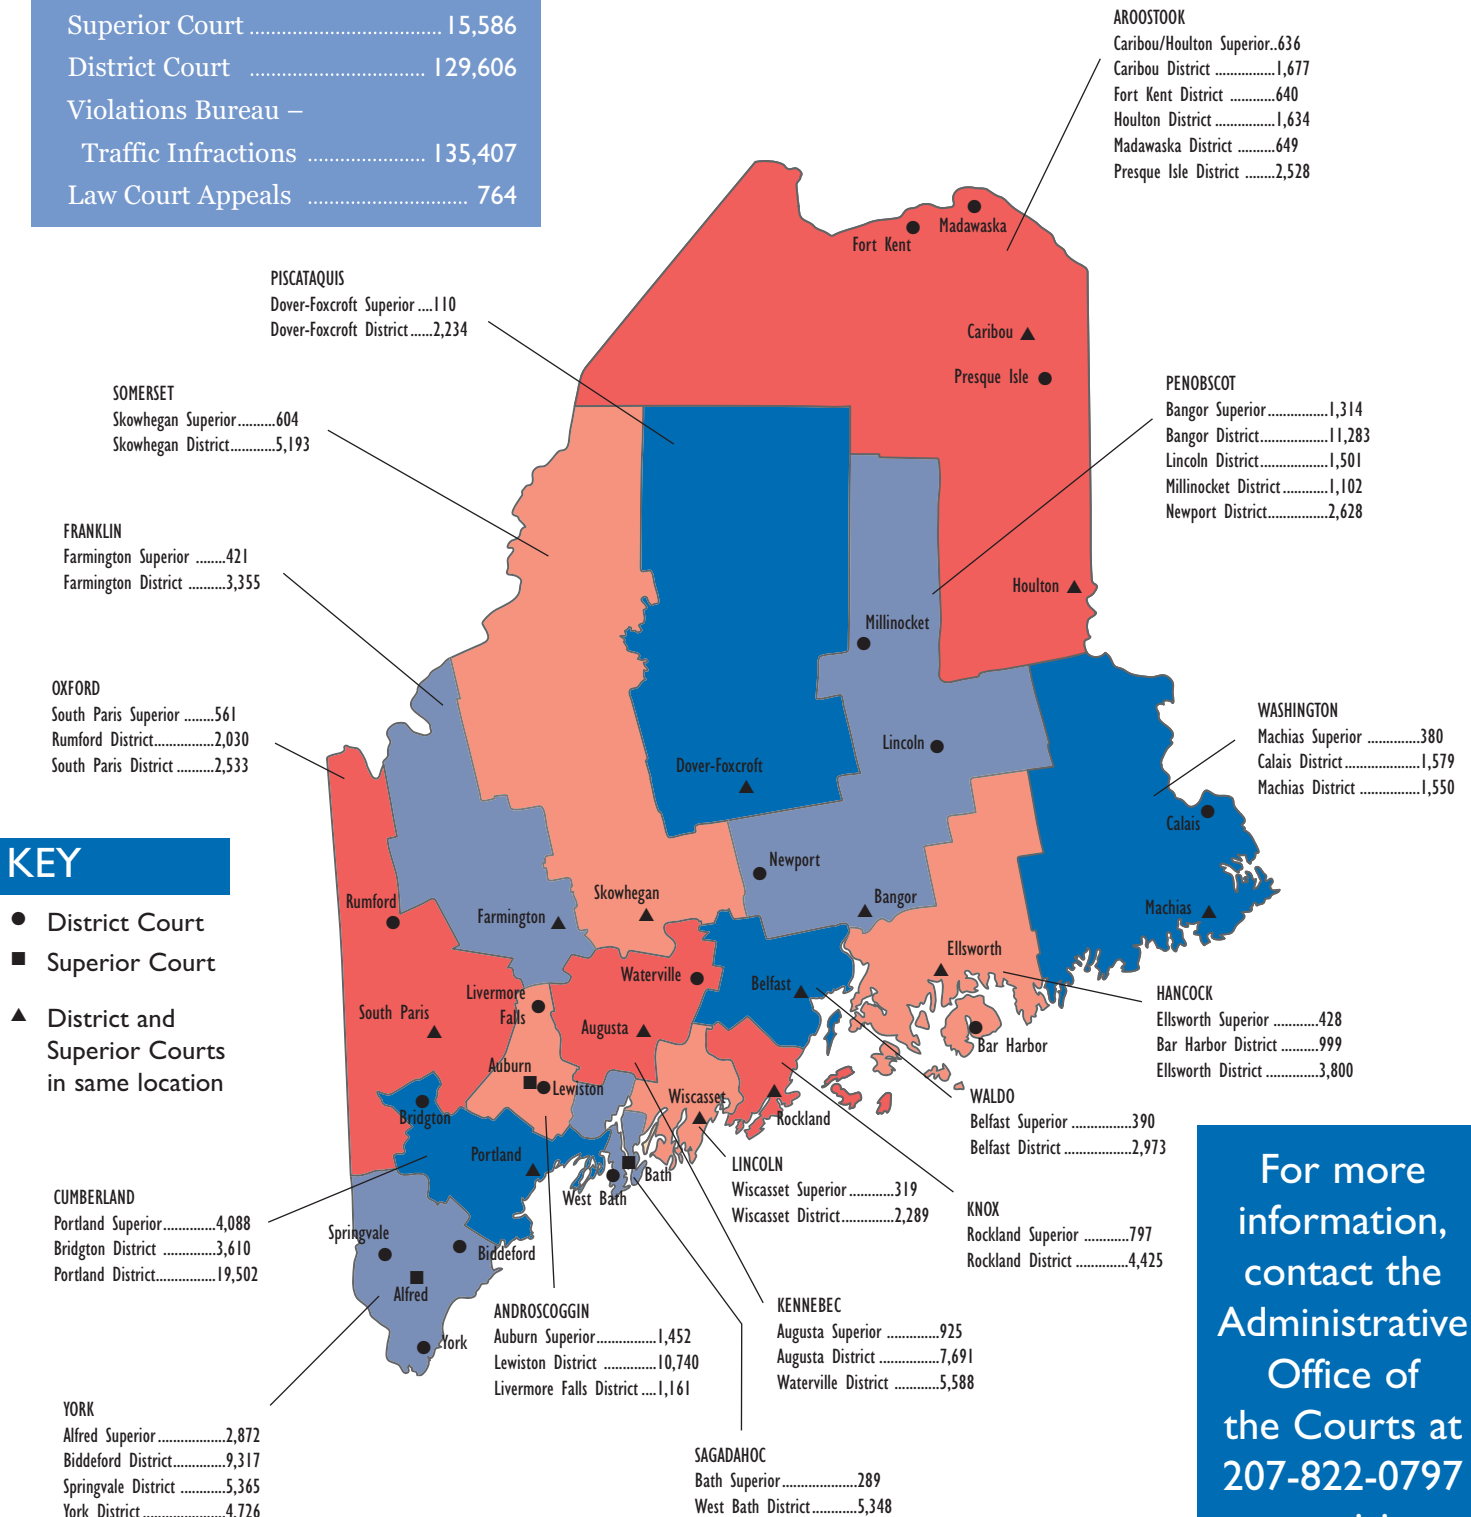 Superior Court .................................... 15,586
District Court ................................. 129,606
Violations Bureau –
Traffic Infractions ...................... 135,407
Law Court Appeals .............................. 764
AROOSTOOK
Caribou/Houlton Superior..636
Caribou District ................1,677
Fort Kent District ............640
Houlton District ................1,634
Madawaska District ..........649
Presque Isle District ........2,528
Madawaska
Fort Kent
PISCATAQUIS
Dover-Foxcroft Superior ....110
Dover-Foxcroft District ......2,234
Caribou
Presque Isle
SOMERSET
Skowhegan Superior..........604
Skowhegan District............5,193
PENOBSCOT
Bangor Superior................1,314
Bangor District..................11,283
Lincoln District..................1,501
Millinocket District............1,102
Newport District................2,628
FRANKLIN
Farmington Superior ........421
Farmington District ..........3,355
Houlton
Millinocket
OXFORD
South Paris Superior ........561
Rumford District................2,030
South Paris District ..........2,533
WASHINGTON
Machias Superior ..............380
Calais District....................1,579
Machias District ................1,550
Lincoln
Dover-Foxcroft
Calais
KEY
District Court
Superior Court
District and
Superior Courts
in same location
Newport
Skowhegan
Bangor
Rumford
Farmington
Machias
Ellsworth
Waterville
Belfast
Livermore
Falls
South Paris
Augusta
HANCOCK
Ellsworth Superior ............428
Bar Harbor District ..........999
Ellsworth District ..............3,800
Bar Harbor
Auburn
Lewiston
Wiscasset
Bridgton
Rockland
WALDO
Belfast Superior ................390
Belfast District ..................2,973
Portland
Bath
West Bath
LINCOLN
Wiscasset Superior ............319
Wiscasset District..............2,289
CUMBERLAND
Portland Superior..............4,088
Bridgton District ..............3,610
Portland District................19,502
KNOX
Rockland Superior ............797
Rockland District ..............4,425
Springvale
Biddeford
Alfred
York
ANDROSCOGGIN
Auburn Superior................1,452
Lewiston District ..............10,740
Livermore Falls District ....1,161
KENNEBEC
Augusta Superior ..............925
Augusta District ................7,691
Waterville District ............5,588
YORK
Alfred Superior..................2,872
Biddeford District..............9,317
Springvale District ............5,365
York District......................4,726
SAGADAHOC
Bath Superior....................289
West Bath District............5,348
For more
information,
contact the
Administrative
Office of
the Courts at
207-822-0797